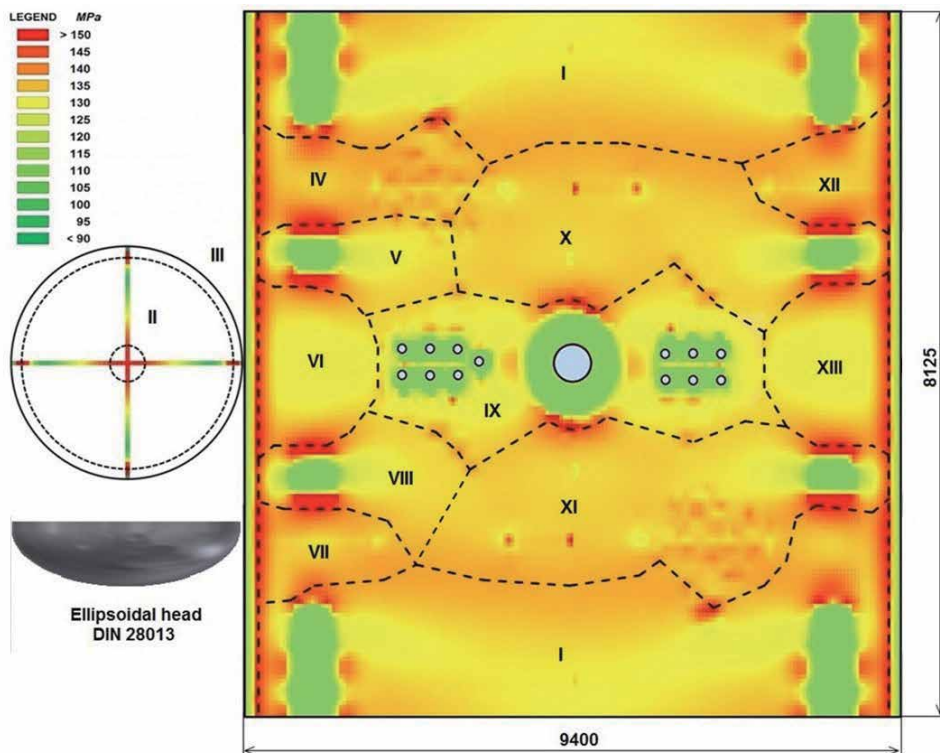 LEGEND MPa
> 150
145
140
135
130
125
120
115
110
105
100
95
< 90
III
II
Ellipsoidal head
DIN 28013
I
IV
XII
X
V
VI
XIII
IX
VIII
XI
VII
I
8125
9400